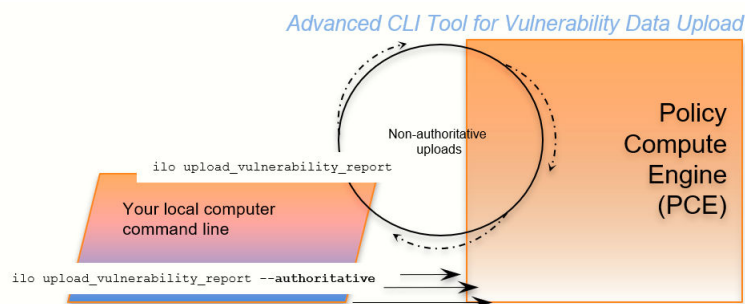 Advanced CLI Tool for Vulnerability Data Upload
Non-authoritative
uploads
Policy
Compute
Engine
(PCE)
ilo upload_vulnerability_report
Your local computer
command line
ilo upload_vulnerability_report --authoritative